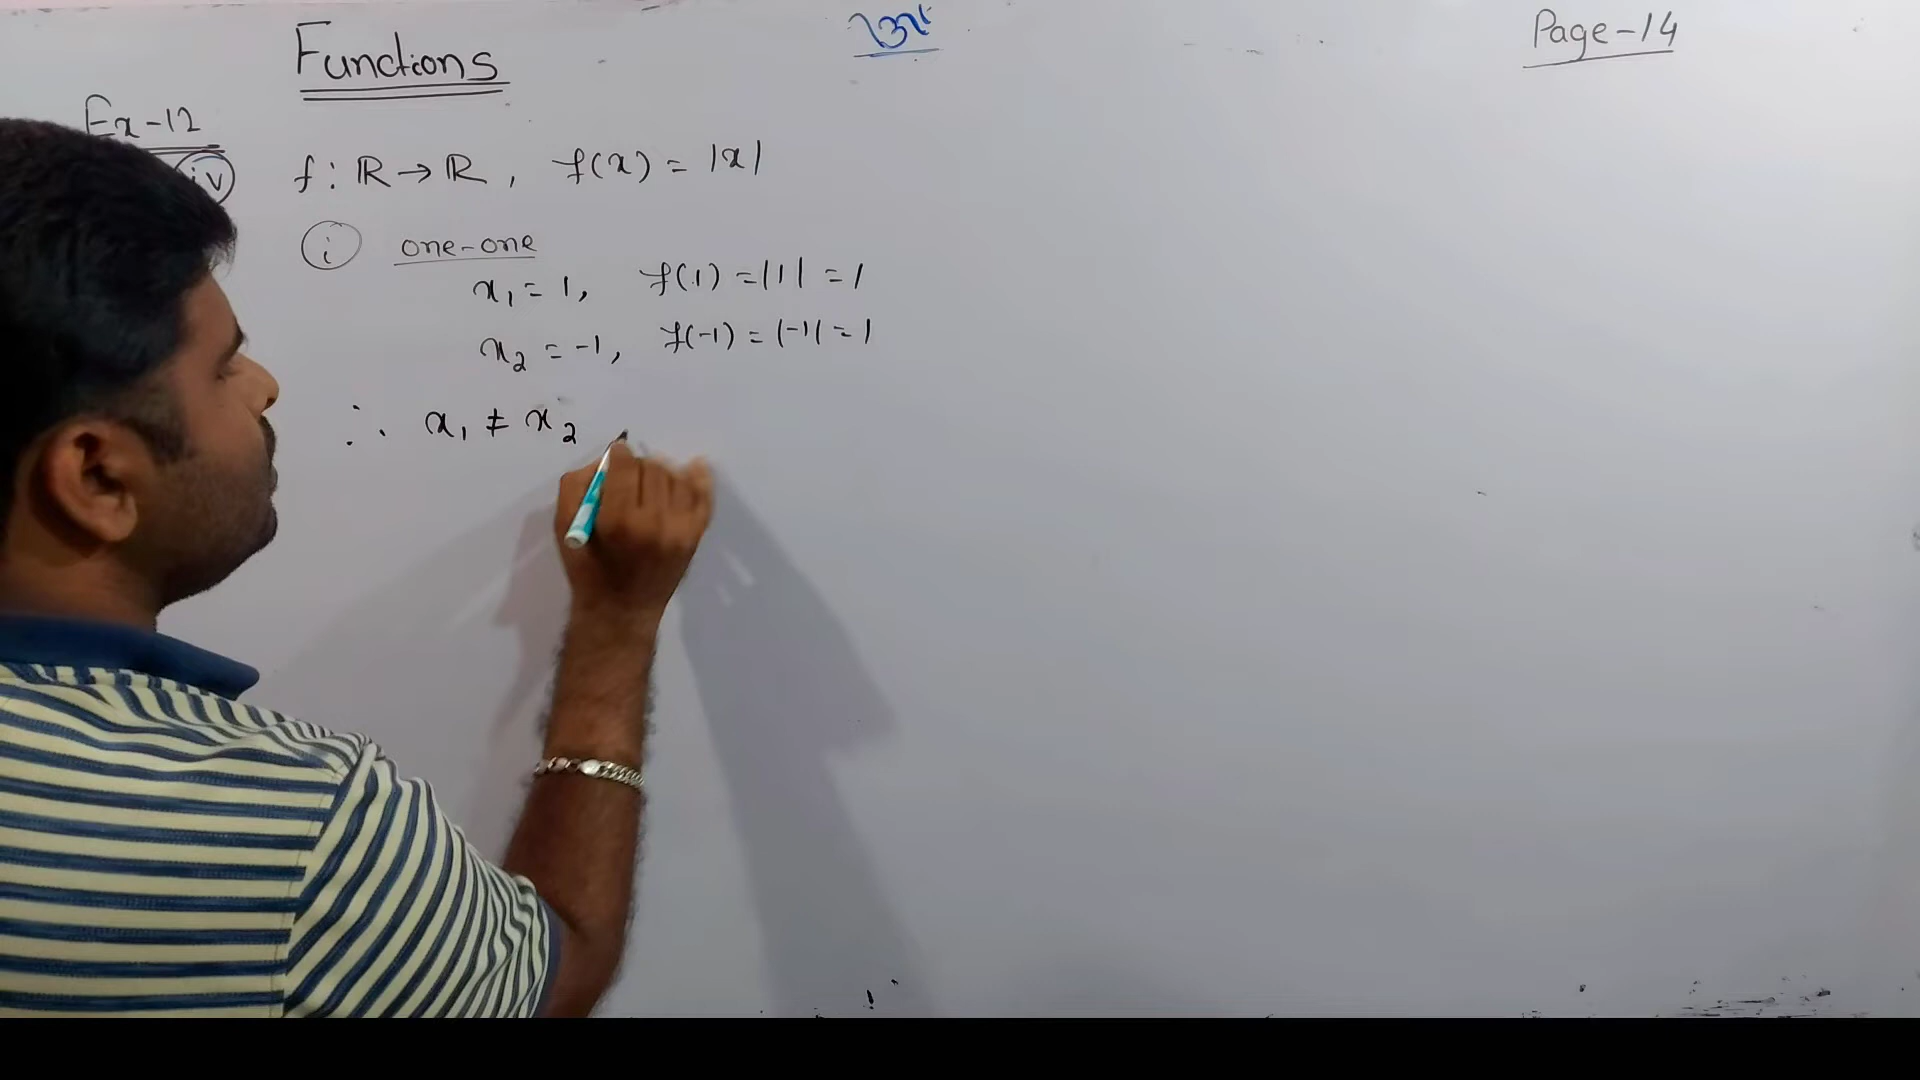 Functions
Page-14
Ex-12
iv f : ℝ → ℝ , f(x) = |x|
i one-one
x₁ = 1, f(1) = |1| = 1
x₂ = -1, f(-1) = |-1| = 1
∴ x₁ ≠ x₂